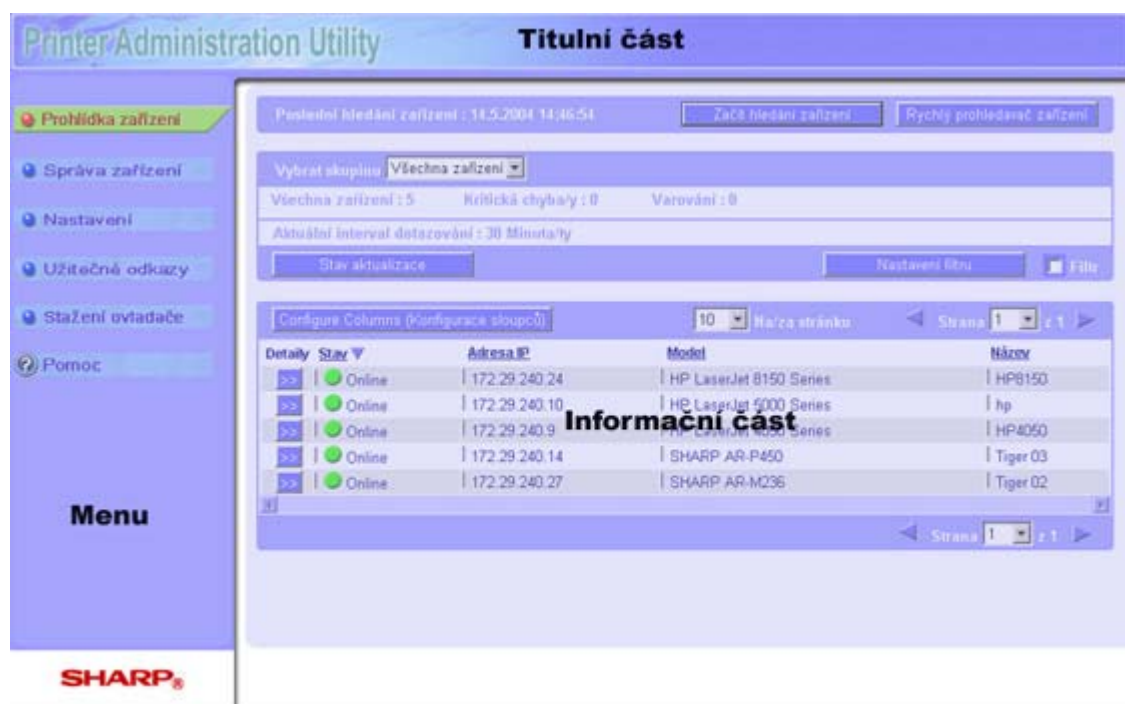 Printer Administration Utility Titulní část
Prohlídka zařízení
Správa zařízení
Nastavení
Užitečné odkazy
Stažení ovladače
Pomoc
Menu
SHARP®
Poslední hledání zařízení : 14.5.2004 14:46:54 Začít hledání zařízení Rychlý prohledavač zařízení
Vybrat skupinu Všechna zařízení
Všechna zařízení : 5 Kritická chyba/y : 0 Varování : 0
Aktuální interval dotazování : 30 Minuta/ty
Stav aktualizace Nastavení filtru Filtr
Configure Columns (Konfigurace sloupců) 10 Na/za stránku Strana 1 z 1
Detaily Stav Adresa IP Model Název
>> Online 172.29.240.24 HP LaserJet 8150 Series HP8150
>> Online 172.29.240.10 HP LaserJet 5000 Series hp
Informační část
>> Online 172.29.240.9 HP LaserJet 4050 Series HP4050
>> Online 172.29.240.14 SHARP AR-P450 Tiger 03
>> Online 172.29.240.27 SHARP AR-M236 Tiger 02
Strana 1 z 1